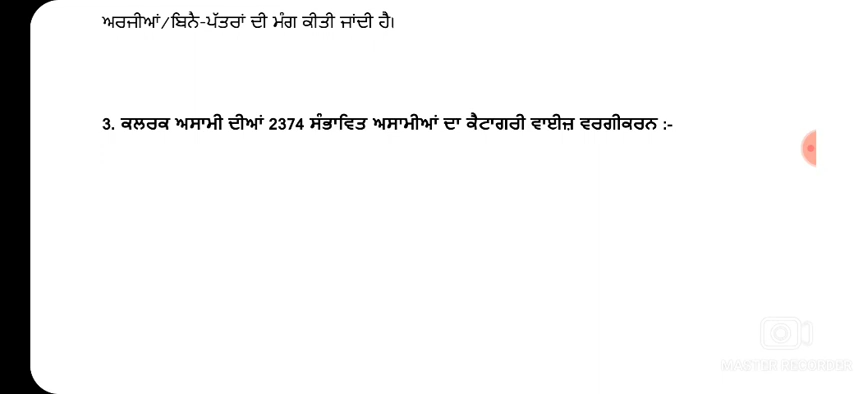 ਅਰਜੀਆਂ/ਬਿਨੈ-ਪੱਤਰਾਂ ਦੀ ਮੰਗ ਕੀਤੀ ਜਾਂਦੀ ਹੈ।
3. ਕਲਰਕ ਅਸਾਮੀ ਦੀਆਂ 2374 ਸੰਭਾਵਿਤ ਅਸਾਮੀਆਂ ਦਾ ਕੈਟਾਗਰੀ ਵਾਈਜ਼ ਵਰਗੀਕਰਨ :-
MASTER RECORDER